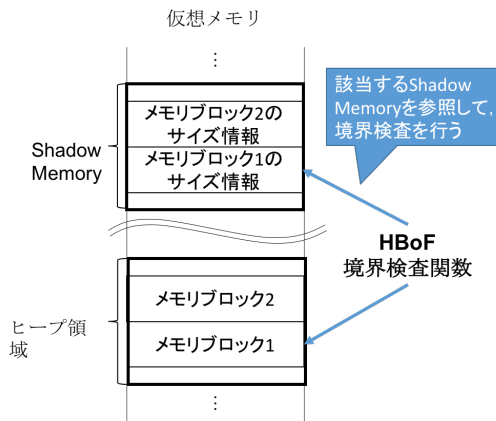 仮想メモリ
⋮
該当するShadow
Memoryを参照して,
境界検査を行う
メモリブロック2の
サイズ情報
メモリブロック1の
サイズ情報
Shadow
Memory
HBoF
境界検査関数
メモリブロック2
メモリブロック1
ヒープ領
域
⋮